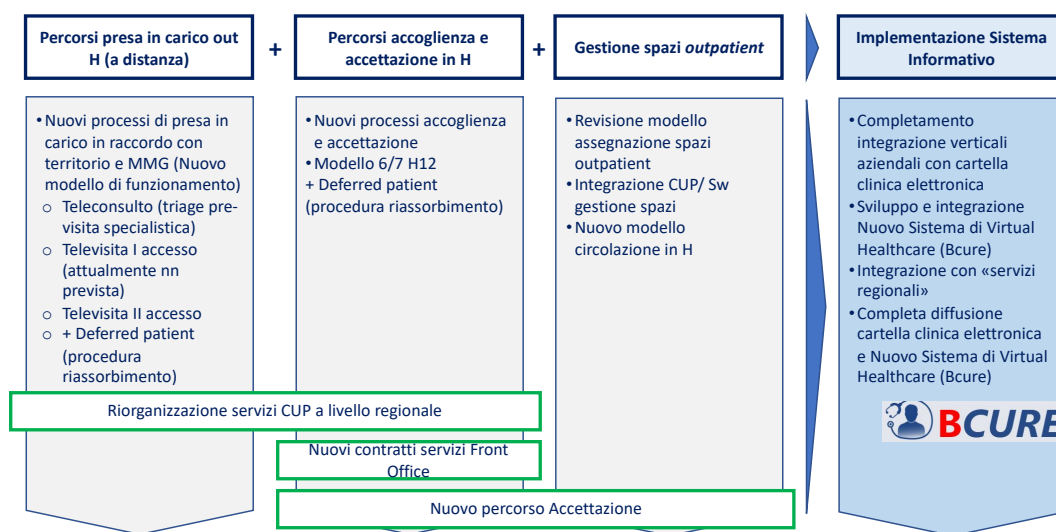 Percorsi presa in carico out
H (a distanza)
+
Percorsi accoglienza e
accettazione in H
+
Gestione spazi outpatient
Implementazione Sistema
Informativo
• Nuovi processi di presa in
carico in raccordo con
territorio e MMG (Nuovo
modello di funzionamento)
o Teleconsulto (triage pre-
visita specialistica)
o Televisita I accesso
(attualmente nn
prevista)
o Televisita II accesso
o + Deferred patient
(procedura
riassorbimento)
• Nuovi processi accoglienza
e accettazione
• Modello 6/7 H12
+ Deferred patient
(procedura riassorbimento)
• Revisione modello
assegnazione spazi
outpatient
• Integrazione CUP/ Sw
gestione spazi
• Nuovo modello
circolazione in H
• Completamento
integrazione verticali
aziendali con cartella
clinica elettronica
• Sviluppo e integrazione
Nuovo Sistema di Virtual
Healthcare (Bcure)
• Integrazione con «servizi
regionali»
• Completa diffusione
cartella clinica elettronica
e Nuovo Sistema di Virtual
Healthcare (Bcure)
BCURE
Riorganizzazione servizi CUP a livello regionale
Nuovi contratti servizi Front
Office
Nuovo percorso Accettazione